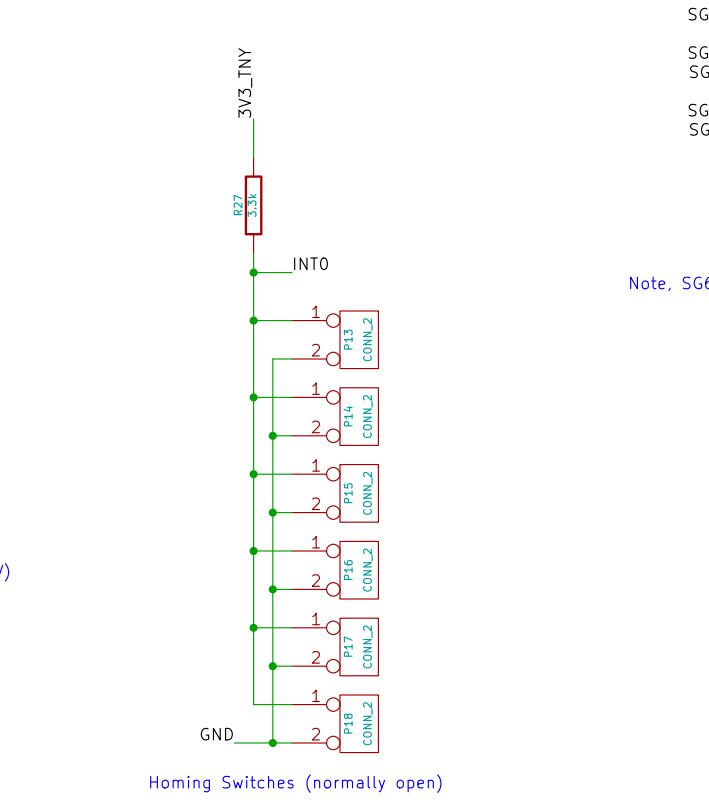 SG
SG
SG
SG
SG
3V3_TNY
R27
3.3k
INT0
Note, SG6
1
2
P13
CONN_2
1
2
P14
CONN_2
1
2
P15
CONN_2
1
2
P16
CONN_2
/)
1
2
P17
CONN_2
1
2
P18
CONN_2
GND
Homing Switches (normally open)